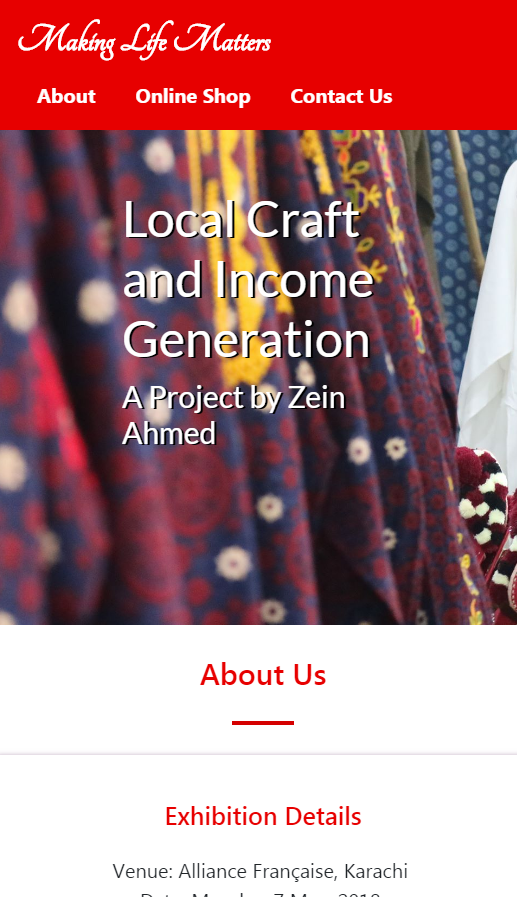 Making Life Matters
About Online Shop Contact Us
Local Craft
and Income
Generation
A Project by Zein
Ahmed
About Us
Exhibition Details
Venue: Alliance Française, Karachi